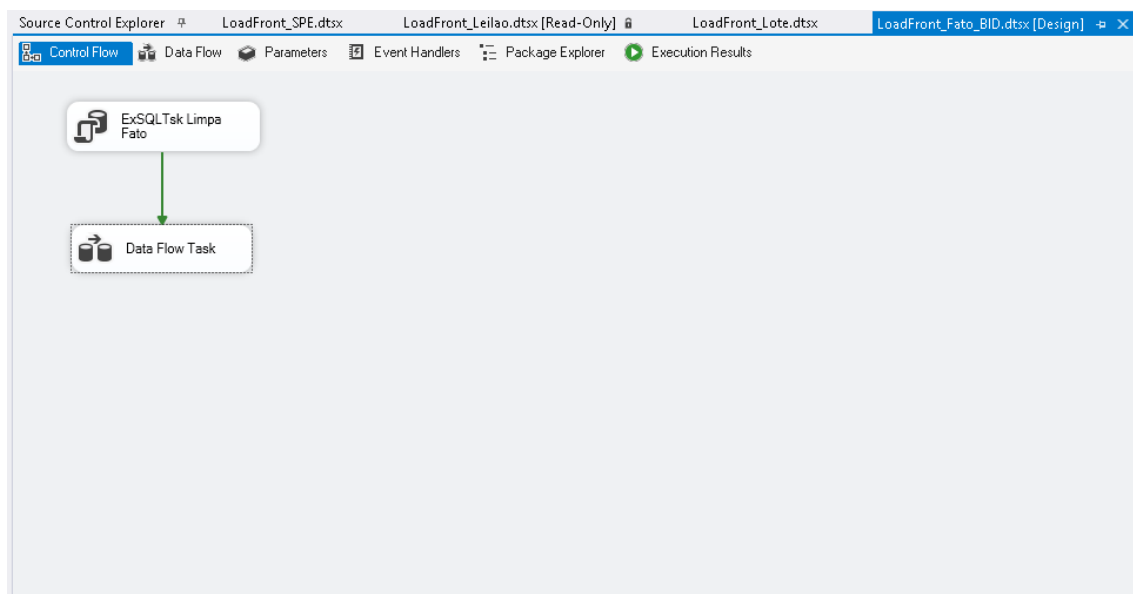 Source Control Explorer LoadFront_SPE.dtsx LoadFront_Leilao.dtsx [Read-Only] LoadFront_Lote.dtsx LoadFront_Fato_BID.dtsx [Design]
Control Flow Data Flow Parameters Event Handlers Package Explorer Execution Results
ExSQLTsk Limpa
Fato
Data Flow Task